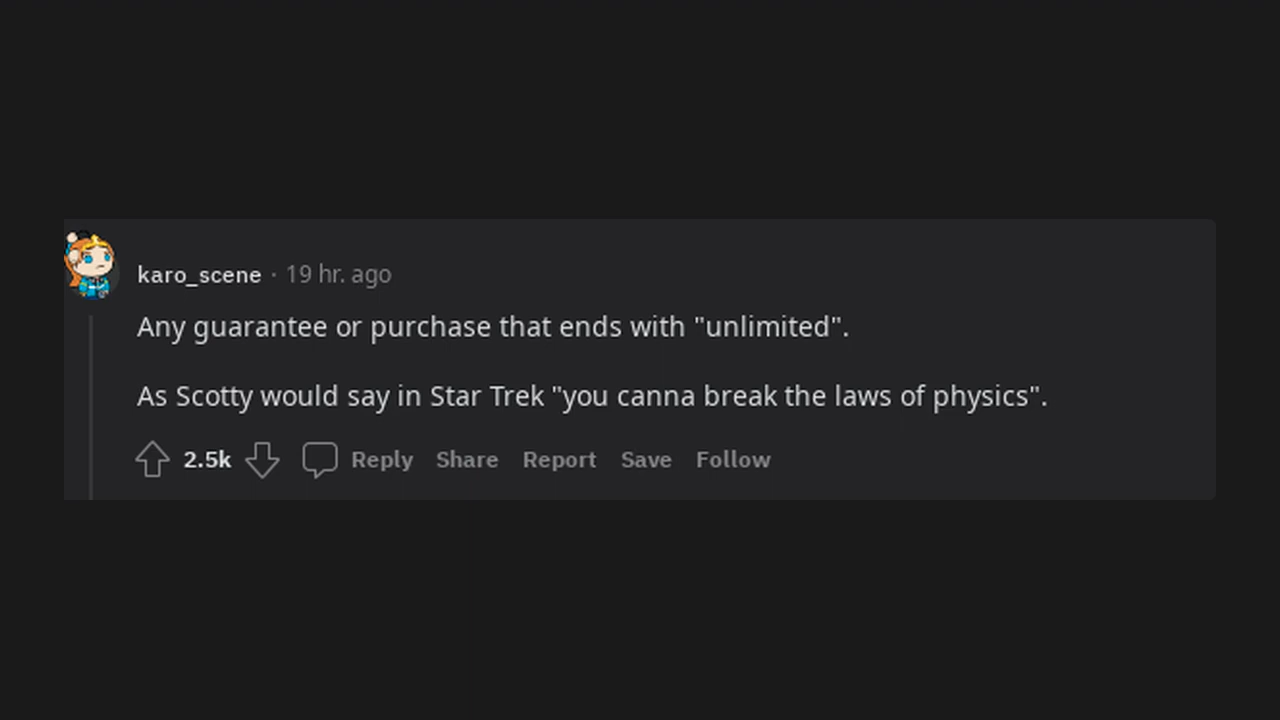 karo_scene · 19 hr. ago
Any guarantee or purchase that ends with "unlimited".
As Scotty would say in Star Trek "you canna break the laws of physics".
2.5k Reply Share Report Save Follow